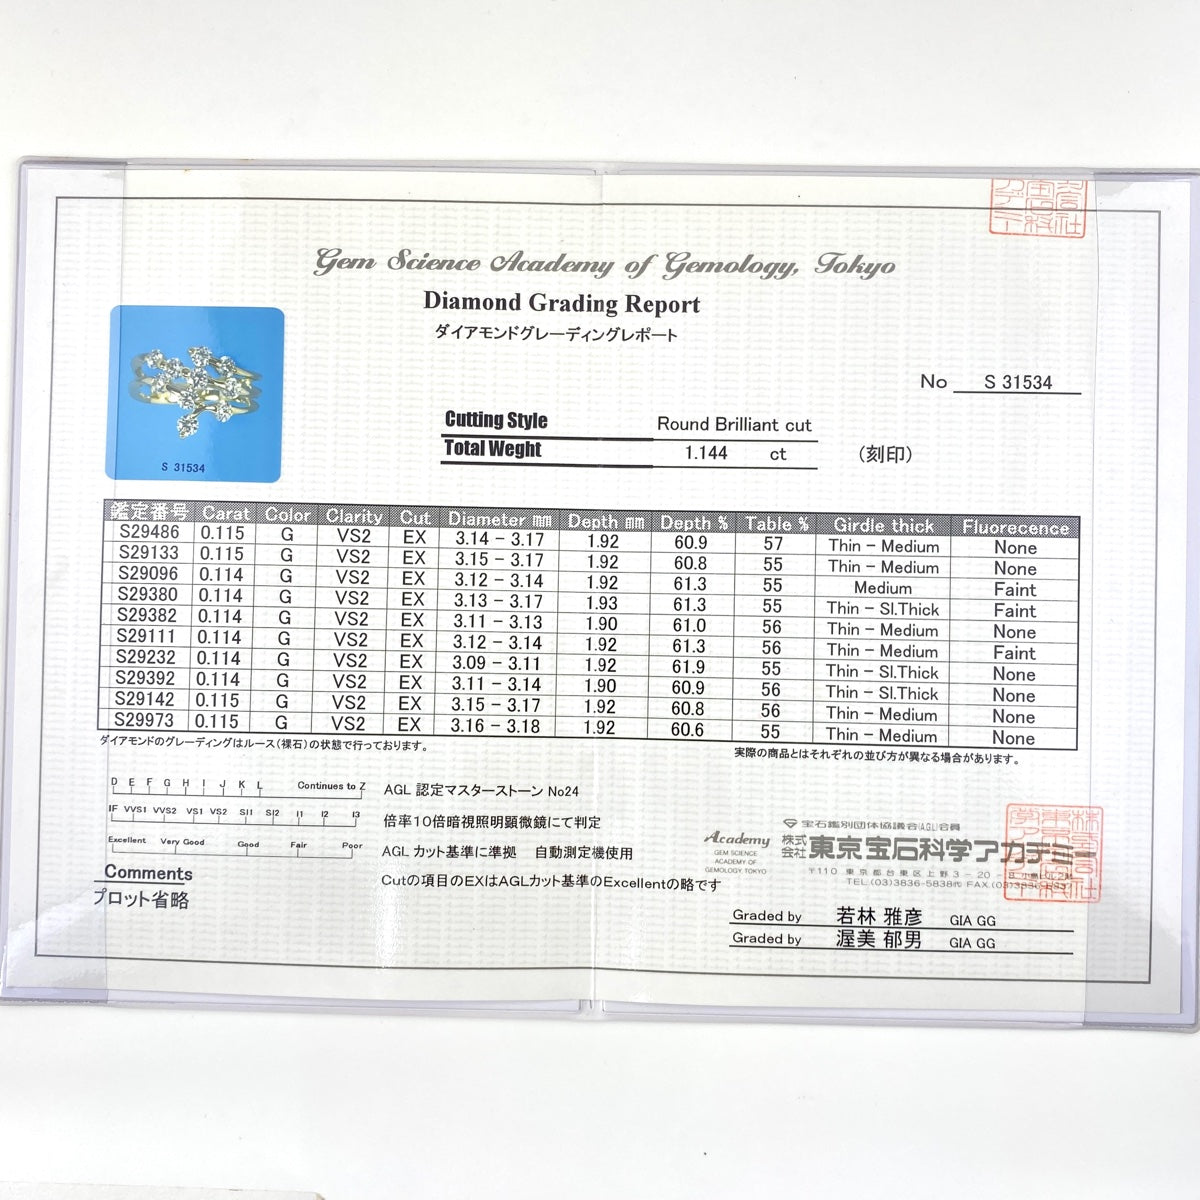 Gem Science Academy of Gemology, Tokyo
Diamond Grading Report
ダイアモンドグレーディングレポート
S 31534
No S 31534
Cutting Style Round Brilliant cut
Total Weght 1.144 ct (刻印)
鑑定番号 Carat Color Clarity Cut Diameter mm Depth mm Depth % Table % Girdle thick Fluorecence
S29486 0.115 G VS2 EX 3.14 − 3.17 1.92 60.9 57 Thin − Medium None
S29133 0.115 G VS2 EX 3.15 − 3.17 1.92 60.8 55 Thin − Medium None
S29096 0.114 G VS2 EX 3.12 − 3.14 1.92 61.3 55 Medium Faint
S29380 0.114 G VS2 EX 3.13 − 3.17 1.93 61.3 55 Thin − Sl.Thick Faint
S29382 0.114 G VS2 EX 3.11 − 3.13 1.90 61.0 56 Thin − Medium None
S29111 0.114 G VS2 EX 3.12 − 3.14 1.92 61.3 56 Thin − Medium Faint
S29232 0.114 G VS2 EX 3.09 − 3.11 1.92 61.9 55 Thin − Sl.Thick None
S29392 0.114 G VS2 EX 3.11 − 3.14 1.90 60.9 56 Thin − Sl.Thick None
S29142 0.115 G VS2 EX 3.15 − 3.17 1.92 60.8 56 Thin − Medium None
S29973 0.115 G VS2 EX 3.16 − 3.18 1.92 60.6 55 Thin − Medium None
ダイアモンドのグレーディングはルース(裸石)の状態で行っております。
実際の商品とはそれぞれの並び方が異なる場合があります。
D E F G H I J K L Continues to Z
AGL 認定マスターストーン No24
IF VVS1 VVS2 VS1 VS2 SI1 SI2 I1 I2 I3
倍率10倍暗視照明顕微鏡にて判定
Excellent Very Good Good Fair Poor
AGL カット基準に準拠 自動測定機使用
Cutの項目のEXはAGLカット基準のExcellentの略です
Comments
プロット省略
Academy
GEM SCIENCE
ACADEMY OF
GEMOLOGY TOKYO
宝石鑑別団体協議会(AGL)会員
株式会社 東京宝石科学アカデミー
〒110 東京都台東区上野3−20
TEL.(03)3836-5838代 FAX.
Graded by 若林 雅彦 GIA GG
Graded by 渥美 郁男 GIA GG